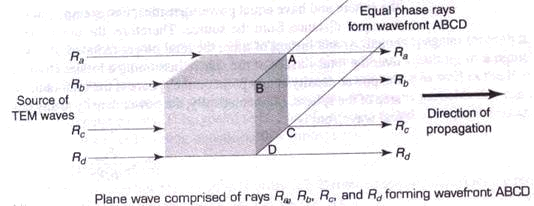 Equal phase rays
form wavefront ABCD
Ra
A
Ra
Rb
B
Rb
Source of
TEM waves
Rc
C
Rc
Direction of
propagation
Rd
D
Rd
Plane wave comprised of rays Ra, Rb, Rc, and Rd forming wavefront ABCD